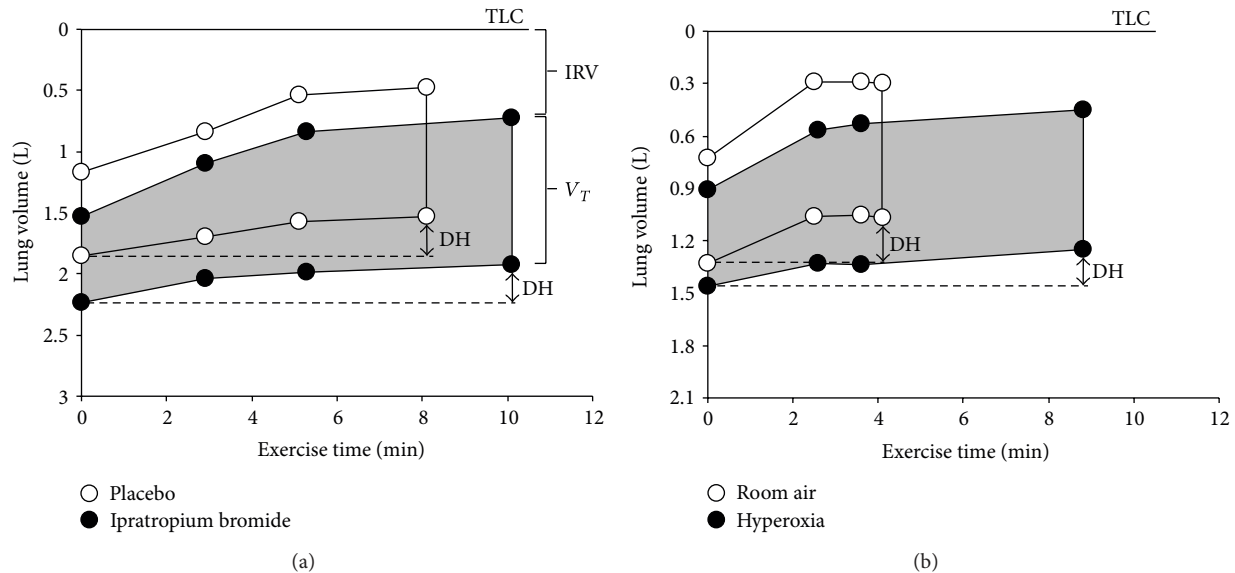 TLC
0
0.5
1
1.5
2
2.5
3
Lung volume (L)
IRV
V_T
DH
DH
0 2 4 6 8 10 12
Exercise time (min)
Placebo
Ipratropium bromide
(a)
TLC
0
0.3
0.6
0.9
1.2
1.5
1.8
2.1
Lung volume (L)
DH
DH
0 2 4 6 8 10 12
Exercise time (min)
Room air
Hyperoxia
(b)